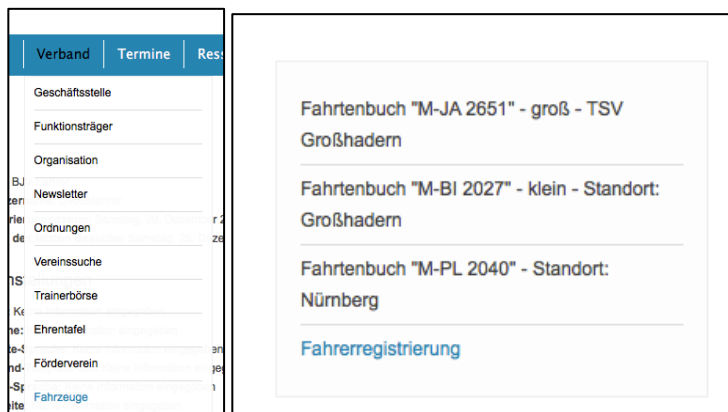 Verband
Termine
Geschäftsstelle
Funktionsträger
Organisation
Newsletter
Ordnungen
Vereinssuche
Trainerbörse
Ehrentafel
Förderverein
Fahrzeuge
Fahrtenbuch "M-JA 2651" - groß - TSV
Großhadern
Fahrtenbuch "M-BI 2027" - klein - Standort:
Großhadern
Fahrtenbuch "M-PL 2040" - Standort:
Nürnberg
Fahrerregistrierung